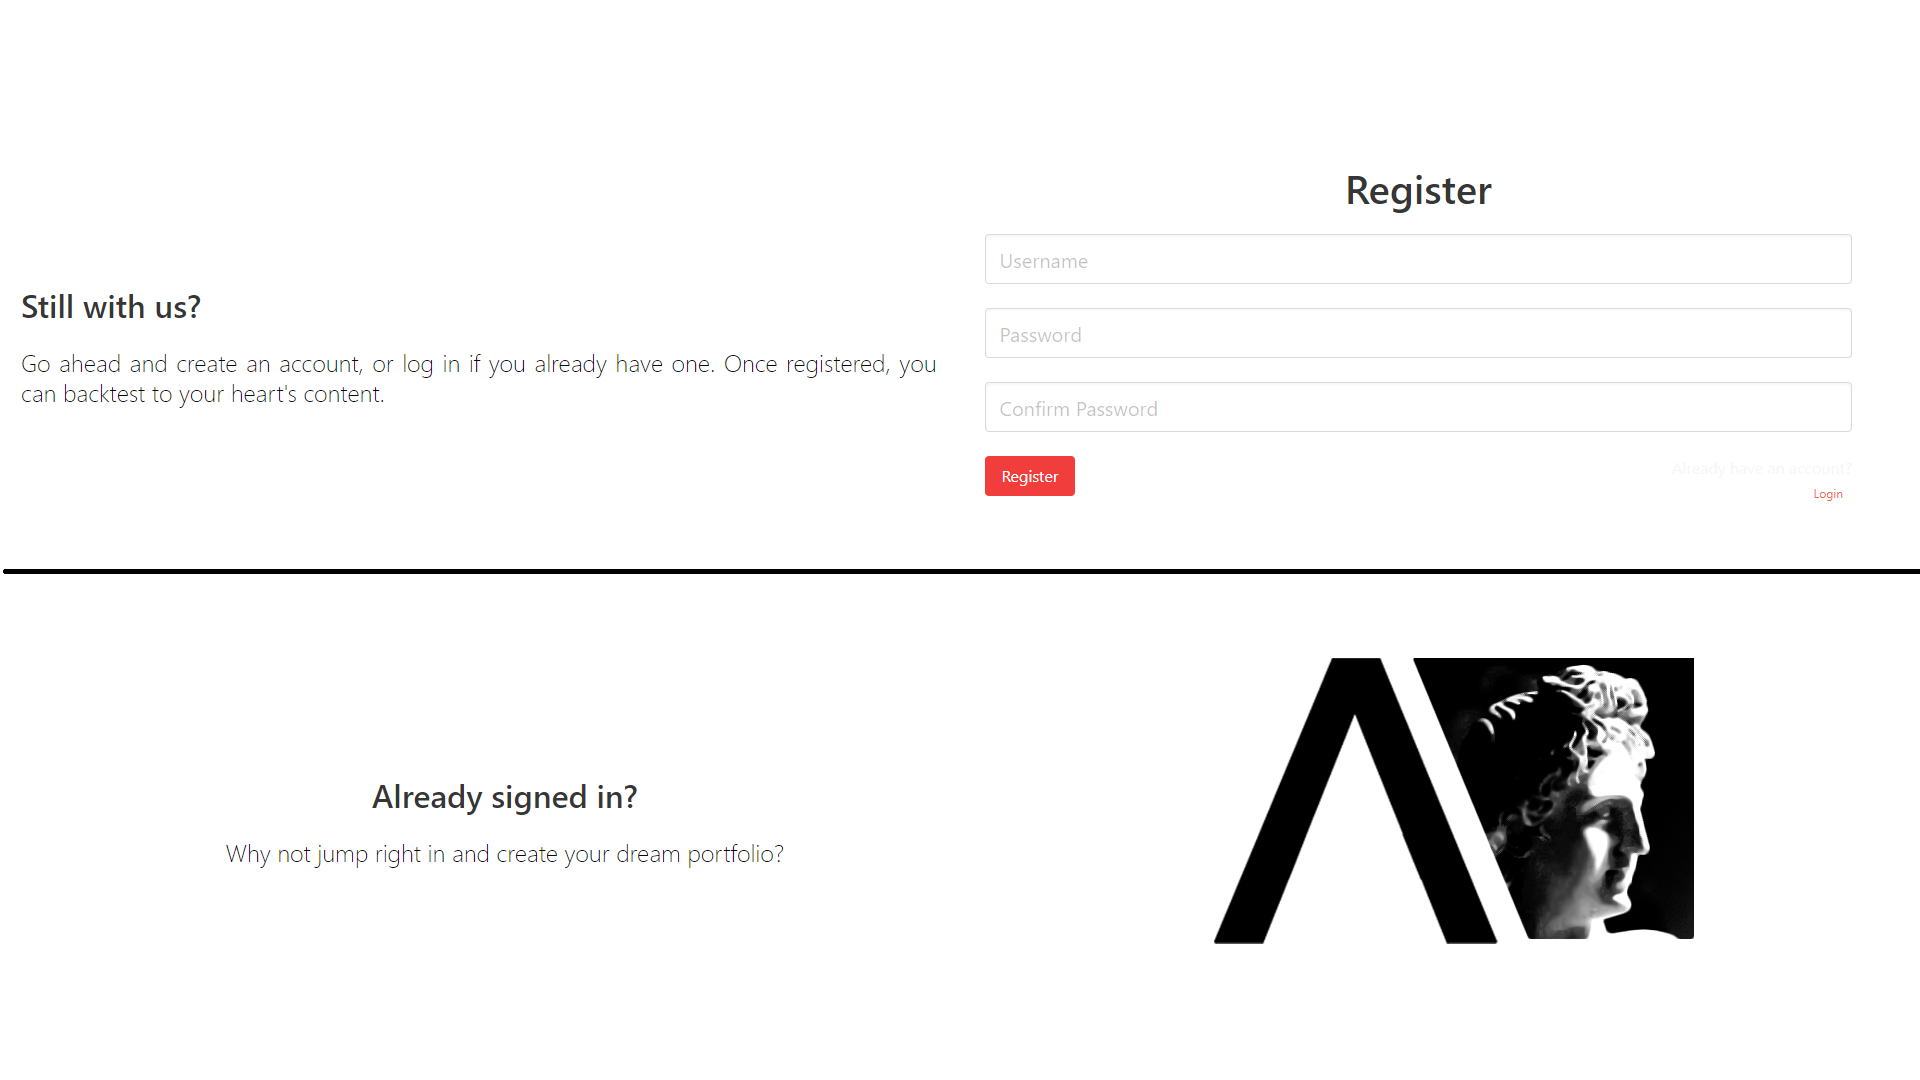 Register
Username
Still with us?
Password
Go ahead and create an account, or log in if you already have one. Once registered, you
can backtest to your heart's content.
Confirm Password
Register
Already have an account?
Login
Already signed in?
Why not jump right in and create your dream portfolio?